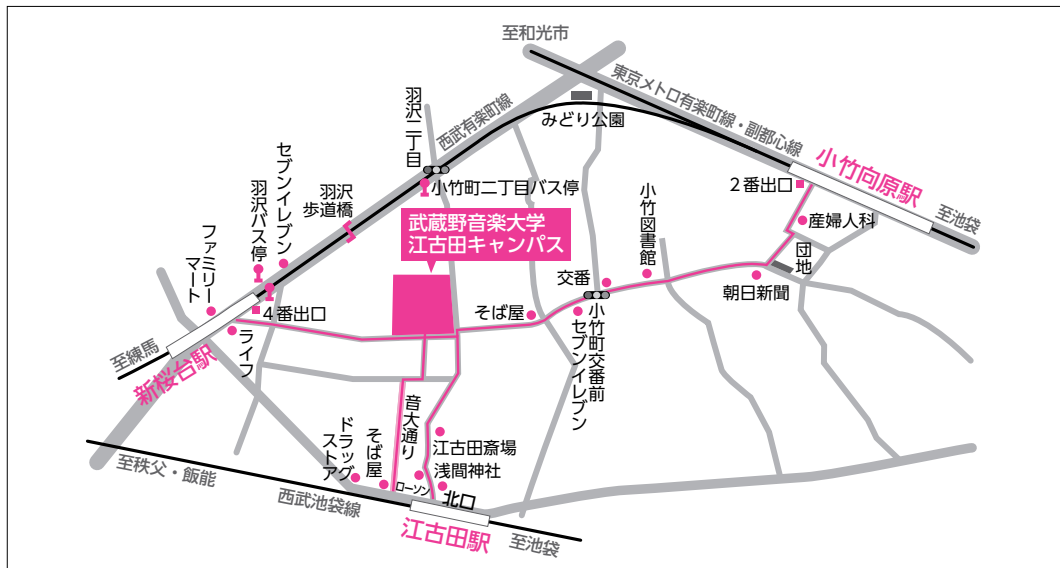 至和光市
東京メトロ有楽町線・副都心線
西武有楽町線
羽沢二丁目
みどり公園
小竹向原駅
2番出口
至池袋
小竹町二丁目バス停
産婦人科
団地
小竹図書館
朝日新聞
羽沢
歩道橋
セブンイレブン
羽沢バス停
ファミリー
マート
武蔵野音楽大学
江古田キャンパス
交番
4番出口
そば屋
小竹町交番前
セブンイレブン
ライフ
至練馬
新桜台駅
音大通り
江古田斎場
浅間神社
そば屋
ドラッグ
ストア
ローソン
北口
至秩父・飯能
西武池袋線
江古田駅
至池袋